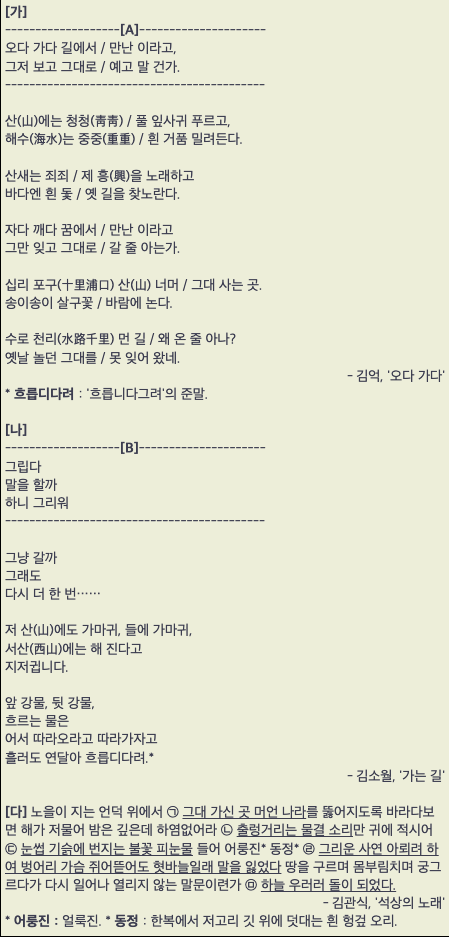 [가]
-------------------[A]---------------------
오다 가다 길에서 / 만난 이라고,
그저 보고 그대로 / 예고 말 건가.
-------------------------------------------
산(山)에는 청청(靑靑) / 풀 잎사귀 푸르고,
해수(海水)는 중중(重重) / 흰 거품 밀려든다.
산새는 죄죄 / 제 흥(興)을 노래하고
바다엔 흰 돛 / 옛 길을 찾노란다.
자다 깨다 꿈에서 / 만난 이라고
그만 잊고 그대로 / 갈 줄 아는가.
십리 포구(十里浦口) 산(山) 너머 / 그대 사는 곳.
송이송이 살구꽃 / 바람에 논다.
수로 천리(水路千里) 먼 길 / 왜 온 줄 아나?
옛날 놀던 그대를 / 못 잊어 왔네.
- 김억, '오다 가다'
* 흐릅디다려 : '흐릅니다그려'의 준말.
[나]
-------------------[B]---------------------
그립다
말을 할까
하니 그리워
-------------------------------------------
그냥 갈까
그래도
다시 더 한 번……
저 산(山)에도 가마귀, 들에 가마귀,
서산(西山)에는 해 진다고
지저귑니다.
앞 강물, 뒷 강물,
흐르는 물은
어서 따라오라고 따라가자고
흘러도 연달아 흐릅디다려.*
- 김소월, '가는 길'
[다] 노을이 지는 언덕 위에서 ㉠ 그대 가신 곳 머언 나라를 뚫어지도록 바라다보
면 해가 저물어 밤은 깊은데 하염없어라 ㉡ 출렁거리는 물결 소리만 귀에 적시어
㉢ 눈썹 기슭에 번지는 불꽃 피눈물 들어 어룽진* 동정* ㉣ 그리운 사연 아뢰려 하
여 벙어리 가슴 쥐어뜯어도 혓바늘일래 말을 잃었다 땅을 구르며 몸부림치며 궁그
르다가 다시 일어나 열리지 않는 말문이련가 ㉤ 하늘 우러러 돌이 되었다.
- 김관식, '석상의 노래'
* 어룽진 : 얼룩진. * 동정 : 한복에서 저고리 깃 위에 덧대는 흰 헝겊 오리.